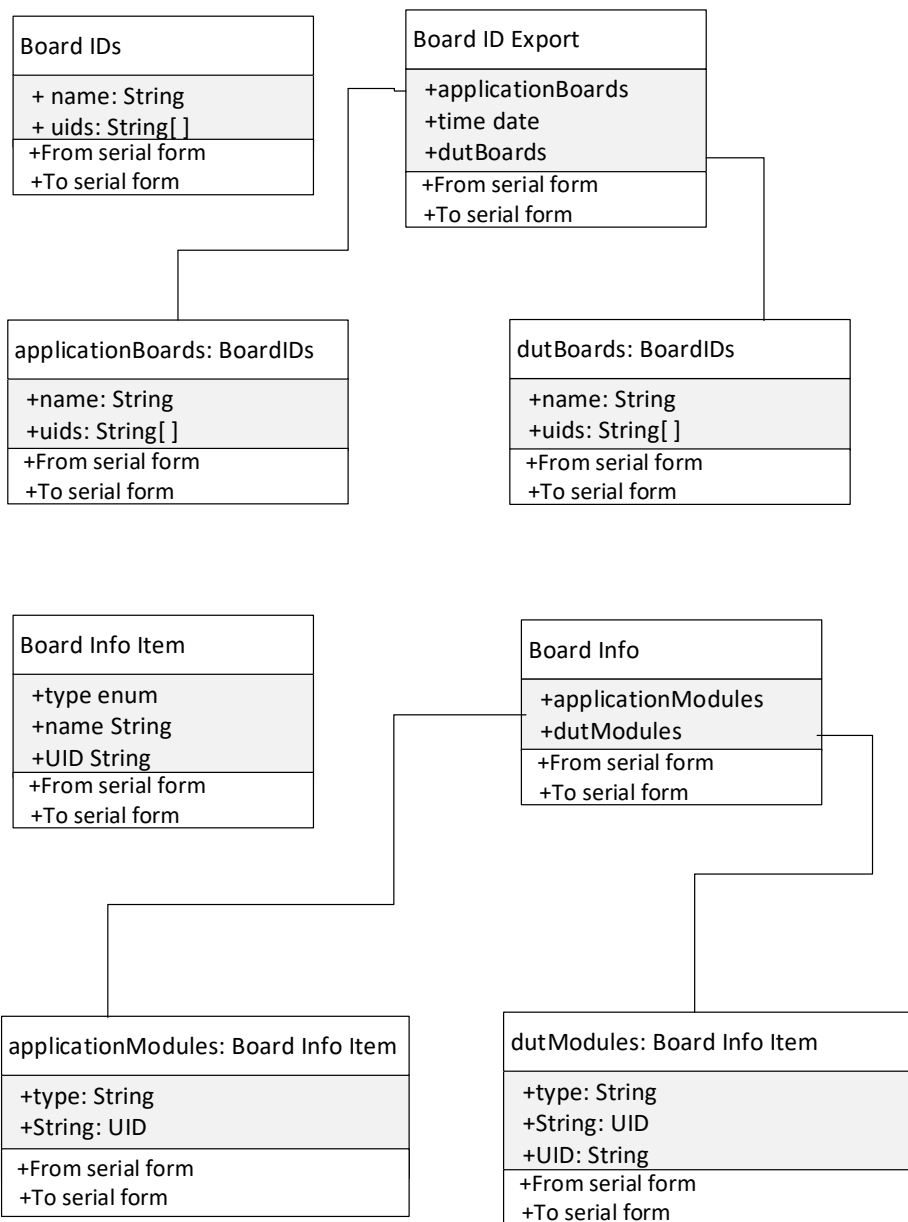 Board IDs
+ name: String
+ uids: String[ ]
+From serial form
+To serial form
Board ID Export
+applicationBoards
+time date
+dutBoards
+From serial form
+To serial form
applicationBoards: BoardIDs
+name: String
+uids: String[ ]
+From serial form
+To serial form
dutBoards: BoardIDs
+name: String
+uids: String[ ]
+From serial form
+To serial form
Board Info Item
+type enum
+name String
+UID String
+From serial form
+To serial form
Board Info
+applicationModules
+dutModules
+From serial form
+To serial form
applicationModules: Board Info Item
+type: String
+String: UID
+From serial form
+To serial form
dutModules: Board Info Item
+type: String
+String: UID
+UID: String
+From serial form
+To serial form